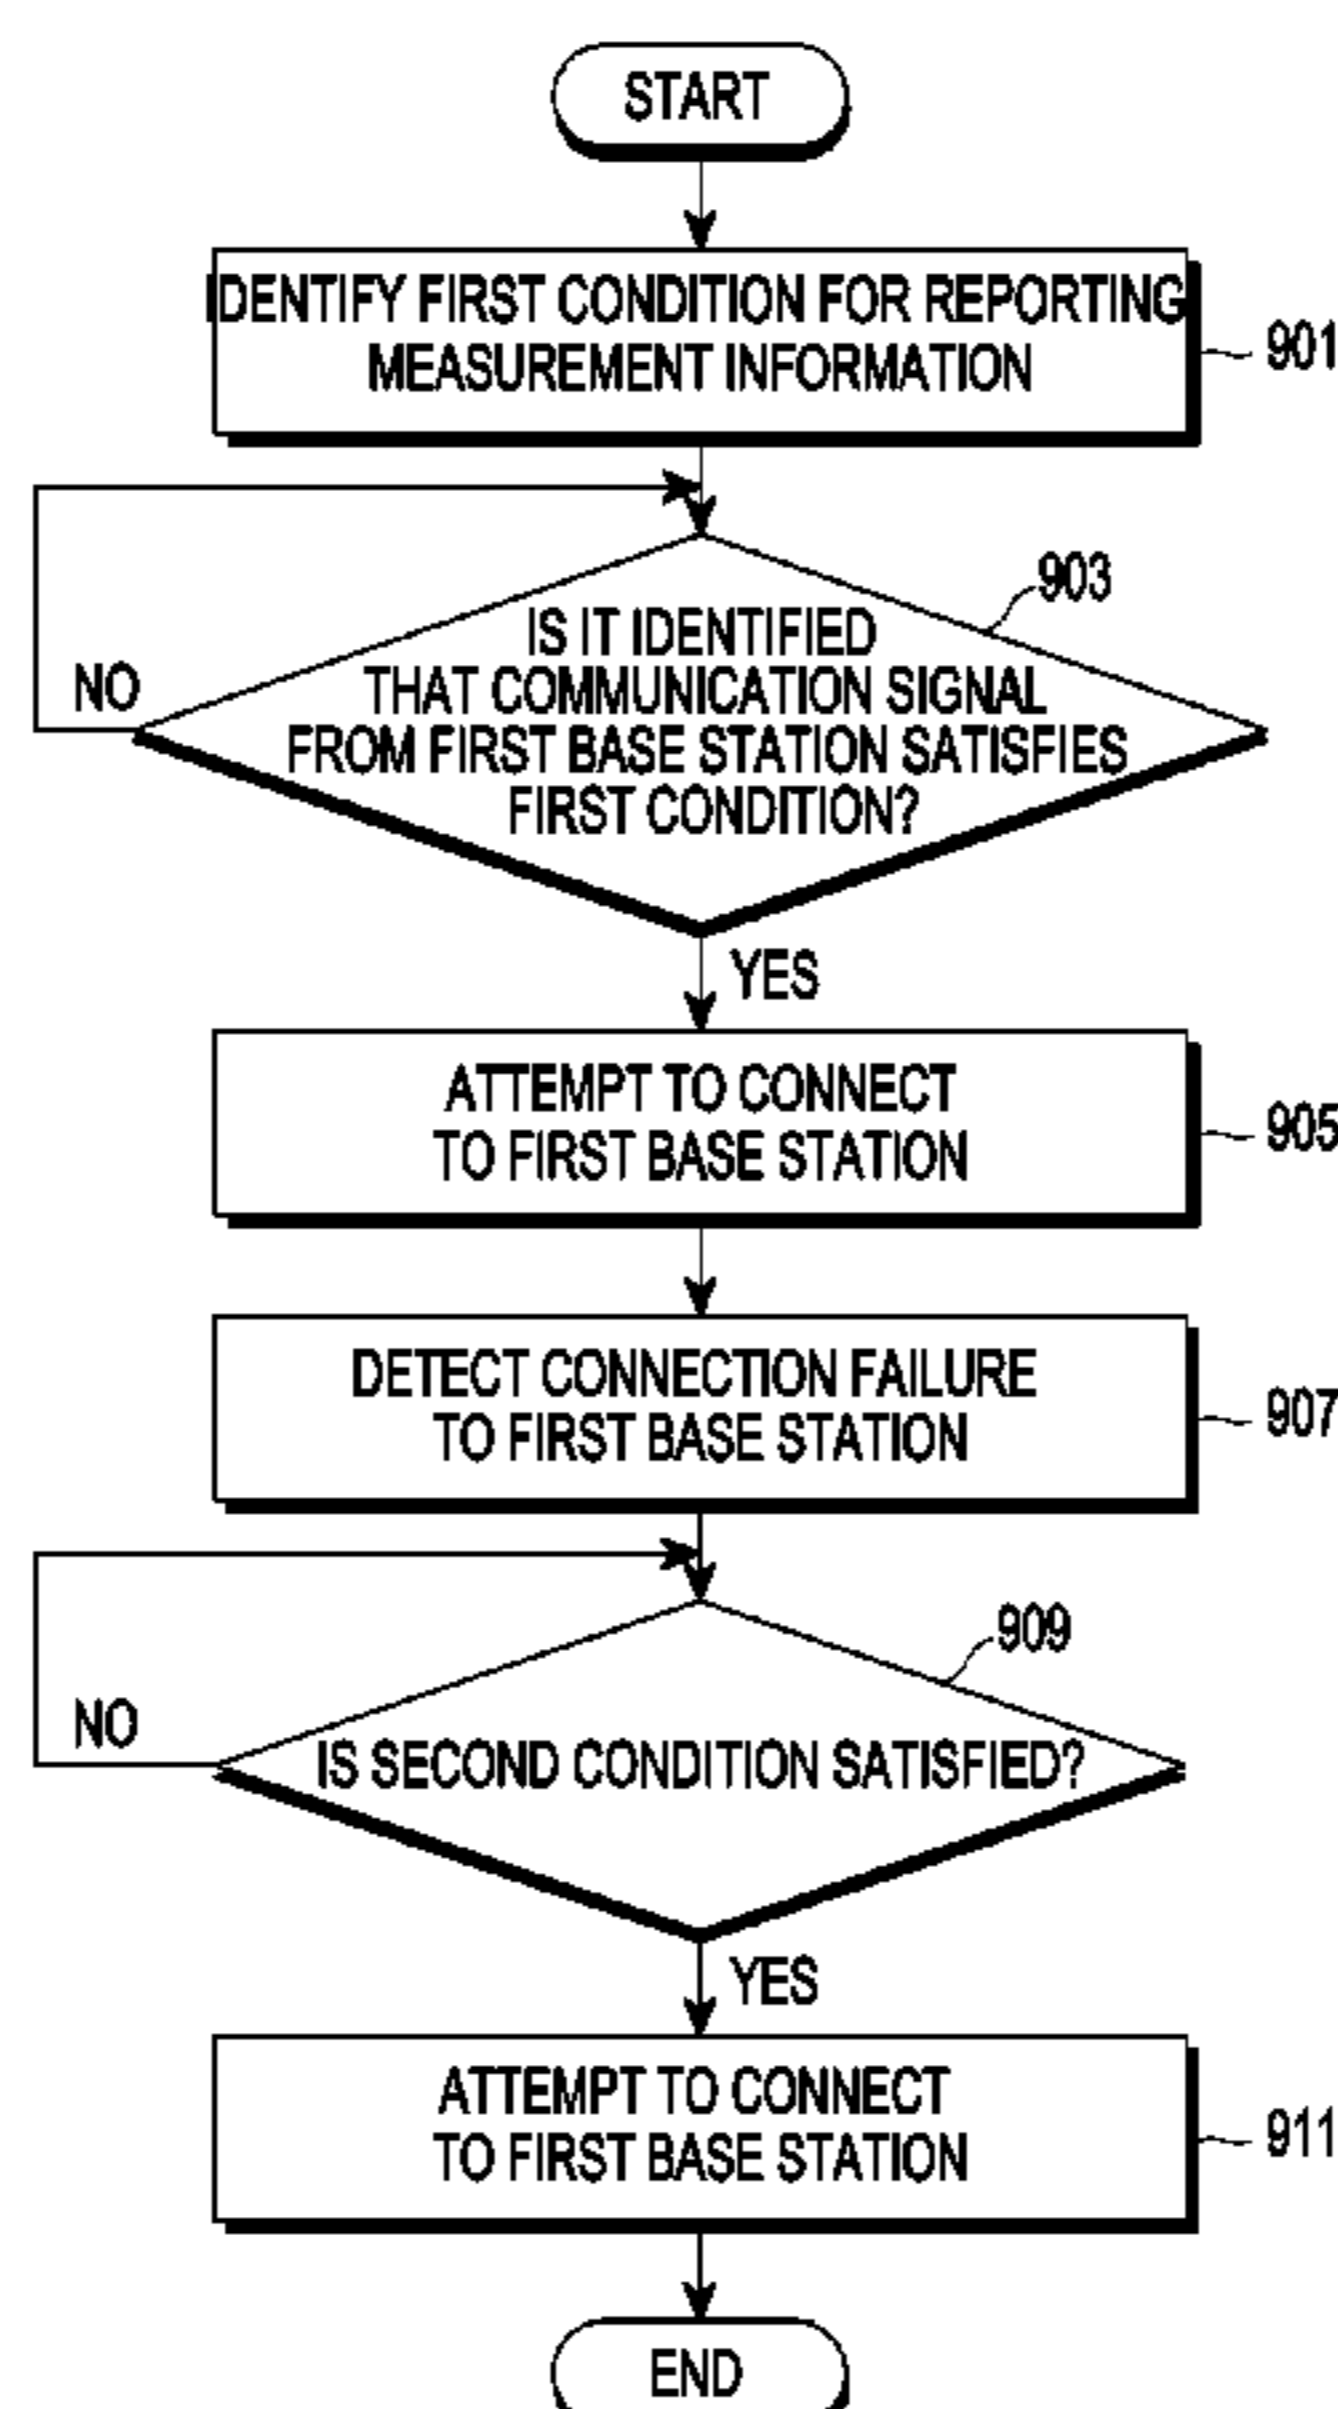 START
IDENTIFY FIRST CONDITION FOR REPORTING
MEASUREMENT INFORMATION
901
903
IS IT IDENTIFIED
THAT COMMUNICATION SIGNAL
FROM FIRST BASE STATION SATISFIES
FIRST CONDITION?
NO
YES
ATTEMPT TO CONNECT
TO FIRST BASE STATION
905
DETECT CONNECTION FAILURE
TO FIRST BASE STATION
907
909
NO
IS SECOND CONDITION SATISFIED?
YES
ATTEMPT TO CONNECT
TO FIRST BASE STATION
911
END